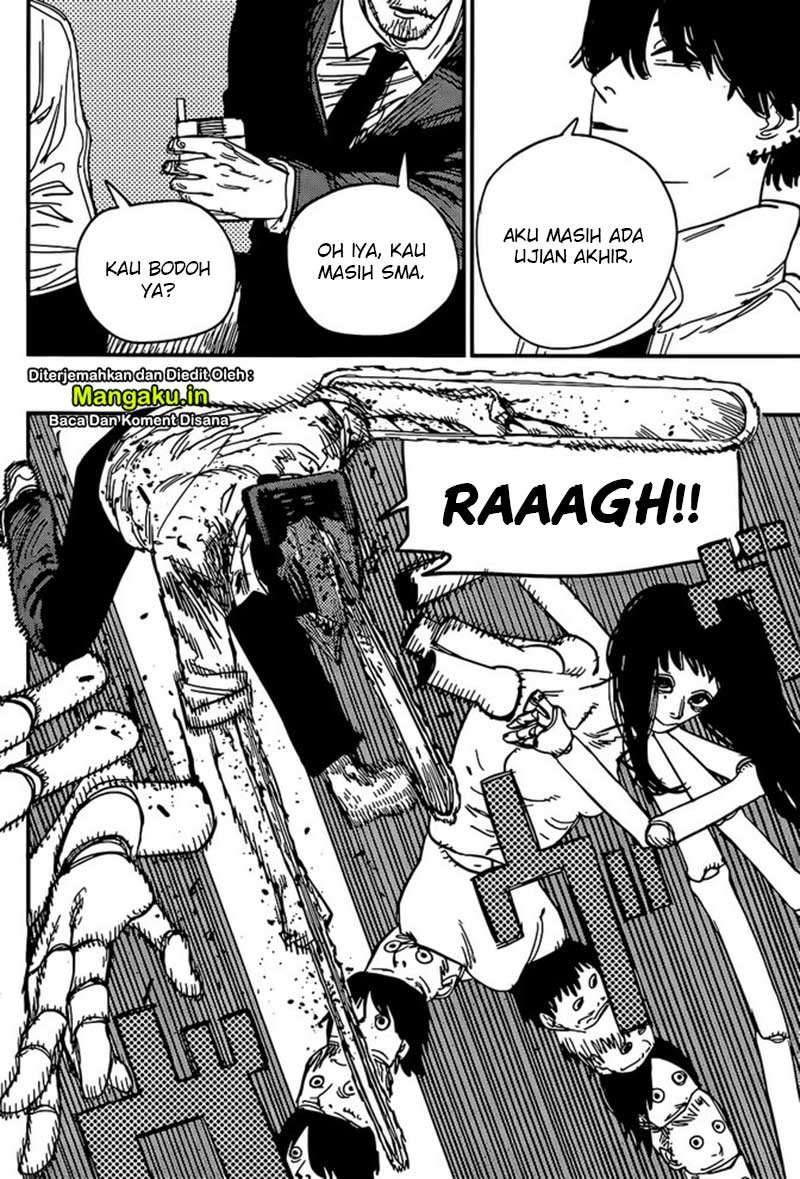 AKU MASIH ADA
UJIAN AKHIR.
OH IYA, KAU
MASIH SMA.
KAU BODOH
YA?
Diterjemahkan dan Diedit Oleh :
Mangaku.in
Baca Dan Koment Disana
RAAAGH!!